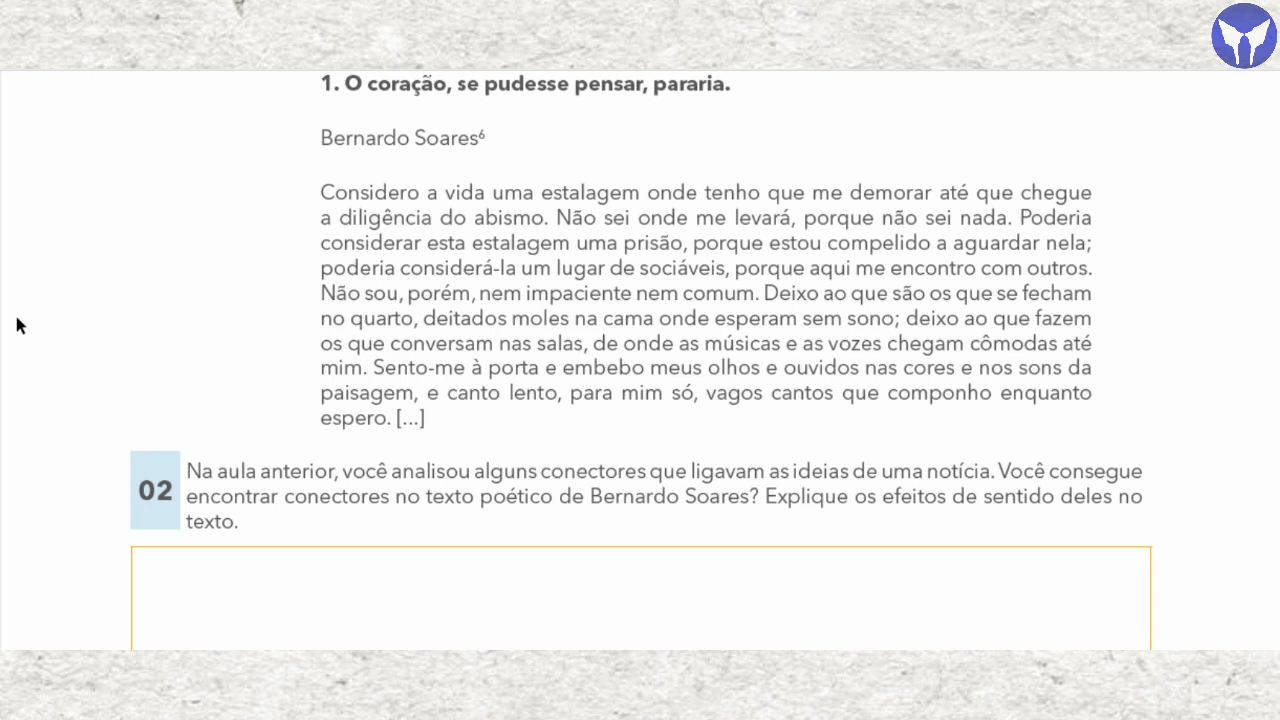 1. O coração, se pudesse pensar, pararia.
Bernardo Soares⁶
Considero a vida uma estalagem onde tenho que me demorar até que chegue
a diligência do abismo. Não sei onde me levará, porque não sei nada. Poderia
considerar esta estalagem uma prisão, porque estou compelido a aguardar nela;
poderia considerá-la um lugar de sociáveis, porque aqui me encontro com outros.
Não sou, porém, nem impaciente nem comum. Deixo ao que são os que se fecham
no quarto, deitados moles na cama onde esperam sem sono; deixo ao que fazem
os que conversam nas salas, de onde as músicas e as vozes chegam cômodas até
mim. Sento-me à porta e embebo meus olhos e ouvidos nas cores e nos sons da
paisagem, e canto lento, para mim só, vagos cantos que componho enquanto
espero. [...]
02
Na aula anterior, você analisou alguns conectores que ligavam as ideias de uma notícia. Você consegue
encontrar conectores no texto poético de Bernardo Soares? Explique os efeitos de sentido deles no
texto.